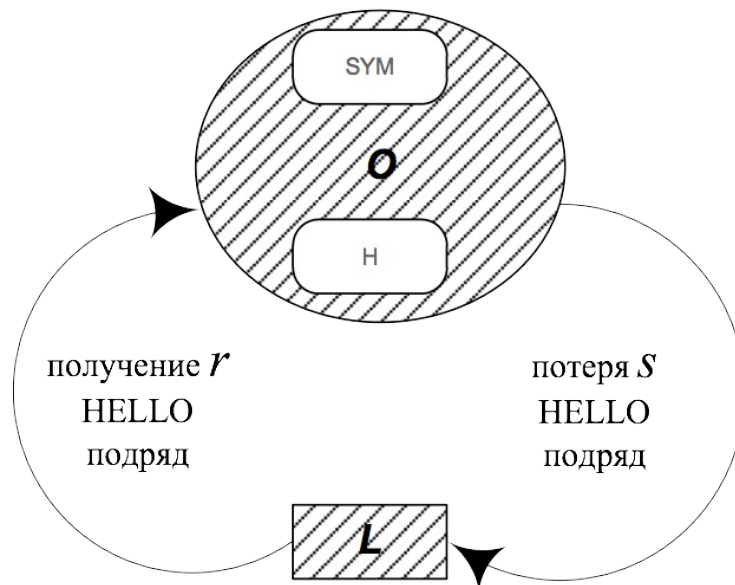 SYM
O
H
получение r
HELLO
подряд
потеря s
HELLO
подряд
L